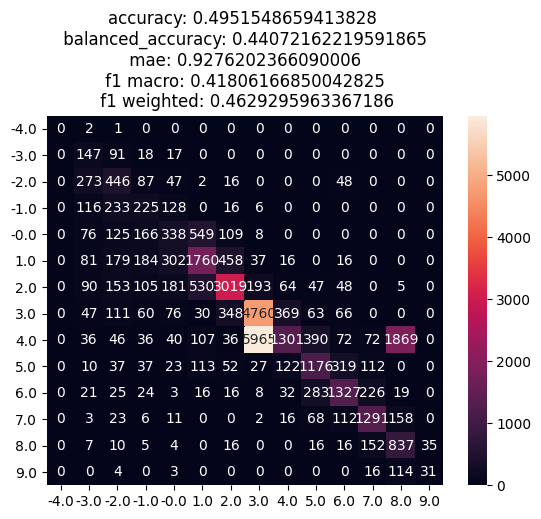 accuracy: 0.4951548659413828
balanced_accuracy: 0.44072162219591865
mae: 0.9276202366090006
f1 macro: 0.41806166850042825
f1 weighted: 0.4629295963367186
-4.0 0 2 1 0 0 0 0 0 0 0 0 0 0 0
-3.0 0 147 91 18 17 0 0 0 0 0 0 0 0 0
-2.0 0 273 446 87 47 2 16 0 0 0 48 0 0 0
-1.0 0 116 233 225 128 0 16 6 0 0 0 0 0 0
-0.0 0 76 125 166 338 549 109 8 0 0 0 0 0 0
1.0 0 81 179 184 302 1760 458 37 16 0 16 0 0 0
2.0 0 90 153 105 181 530 3019 193 64 47 48 0 5 0
3.0 0 47 111 60 76 30 348 4760 369 63 66 0 0 0
4.0 0 36 46 36 40 107 36 5965 1301 390 72 72 1869 0
5.0 0 10 37 37 23 113 52 27 122 1176 319 112 0 0
6.0 0 21 25 24 3 16 16 8 32 283 1327 226 19 0
7.0 0 3 23 6 11 0 0 2 16 68 112 1291 158 0
8.0 0 7 10 5 4 0 16 0 0 16 16 152 837 35
9.0 0 0 4 0 3 0 0 0 0 0 0 16 114 31
-4.0 -3.0 -2.0 -1.0 -0.0 1.0 2.0 3.0 4.0 5.0 6.0 7.0 8.0 9.0
5000
4000
3000
2000
1000
0